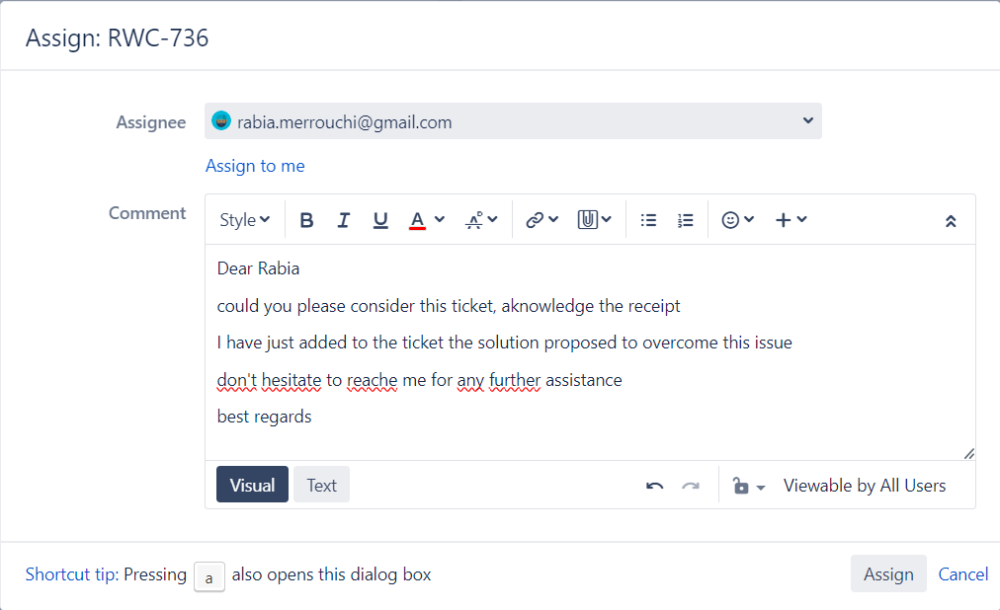 Assign: RWC-736
Assignee
rabia.merrouchi@gmail.com
Assign to me
Comment
Style B I U A
Dear Rabia
could you please consider this ticket, aknowledge the receipt
I have just added to the ticket the solution proposed to overcome this issue
don't hesitate to reache me for any further assistance
best regards
Visual Text Viewable by All Users
Shortcut tip: Pressing a also opens this dialog box
Assign Cancel